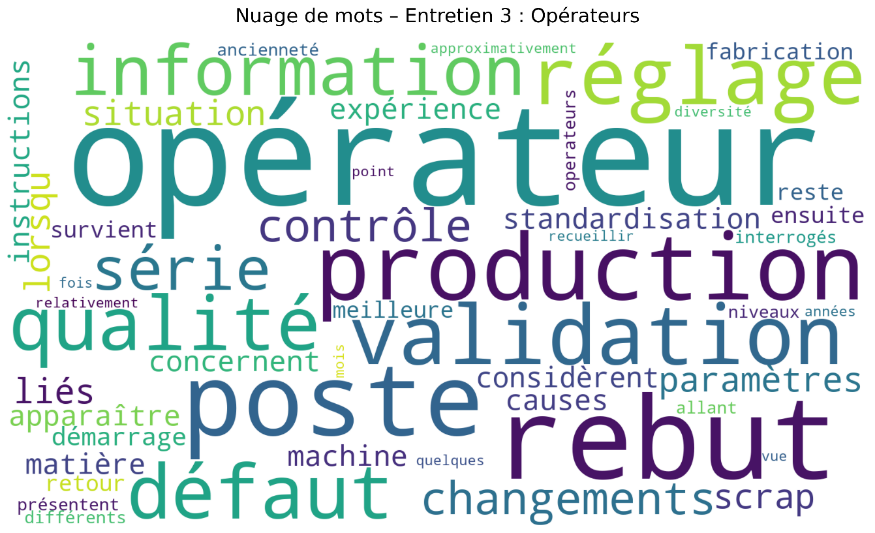 Nuage de mots – Entretien 3 : Opérateurs
ancienneté
approximativement
fabrication
information
réglage
instructions
situation
expérience
operateurs
diversité
opérateur
point
lorsqu
reste
survient
contrôle
standardisation
ensuite
recueillir
interrogés
série
fois
production
relativement
qualité
meilleure
validation
niveaux
années
concernent
mois
liés
poste
considèrent
paramètres
causes
apparaître
allant
démarrage
rebut
matière
machine
quelques
vue
retour
défaut
changements
scrap
présentent
différents